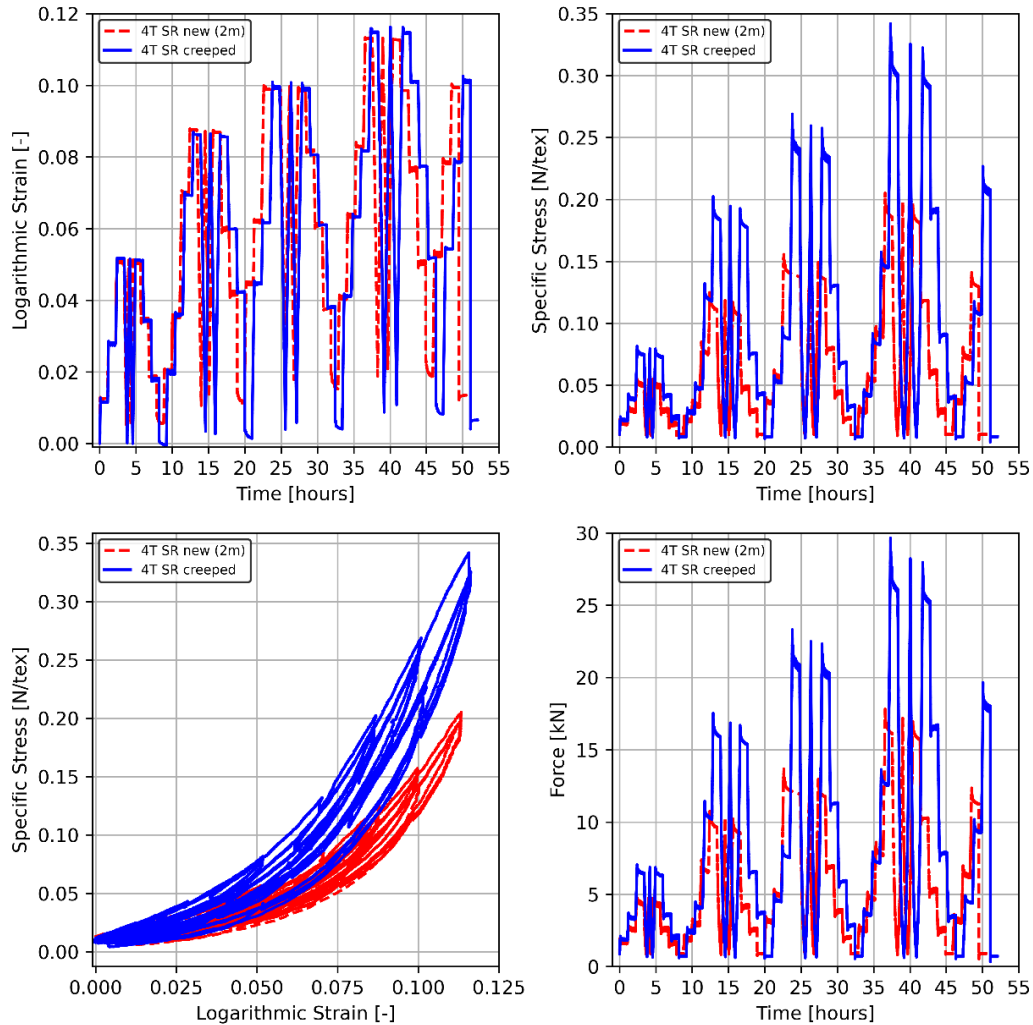 0.12
0.10
0.08
0.06
0.04
0.02
0.00
Logarithmic Strain [-]
4T SR new (2m)
4T SR creeped
0 5 10 15 20 25 30 35 40 45 50 55
Time [hours]
0.35
0.30
0.25
0.20
0.15
0.10
0.05
0.00
Specific Stress [N/tex]
4T SR new (2m)
4T SR creeped
0 5 10 15 20 25 30 35 40 45 50 55
Time [hours]
0.35
0.30
0.25
0.20
0.15
0.10
0.05
0.00
Specific Stress [N/tex]
4T SR new (2m)
4T SR creeped
0.000 0.025 0.050 0.075 0.100 0.125
Logarithmic Strain [-]
30
25
20
15
10
5
0
Force [kN]
4T SR new (2m)
4T SR creeped
0 5 10 15 20 25 30 35 40 45 50 55
Time [hours]